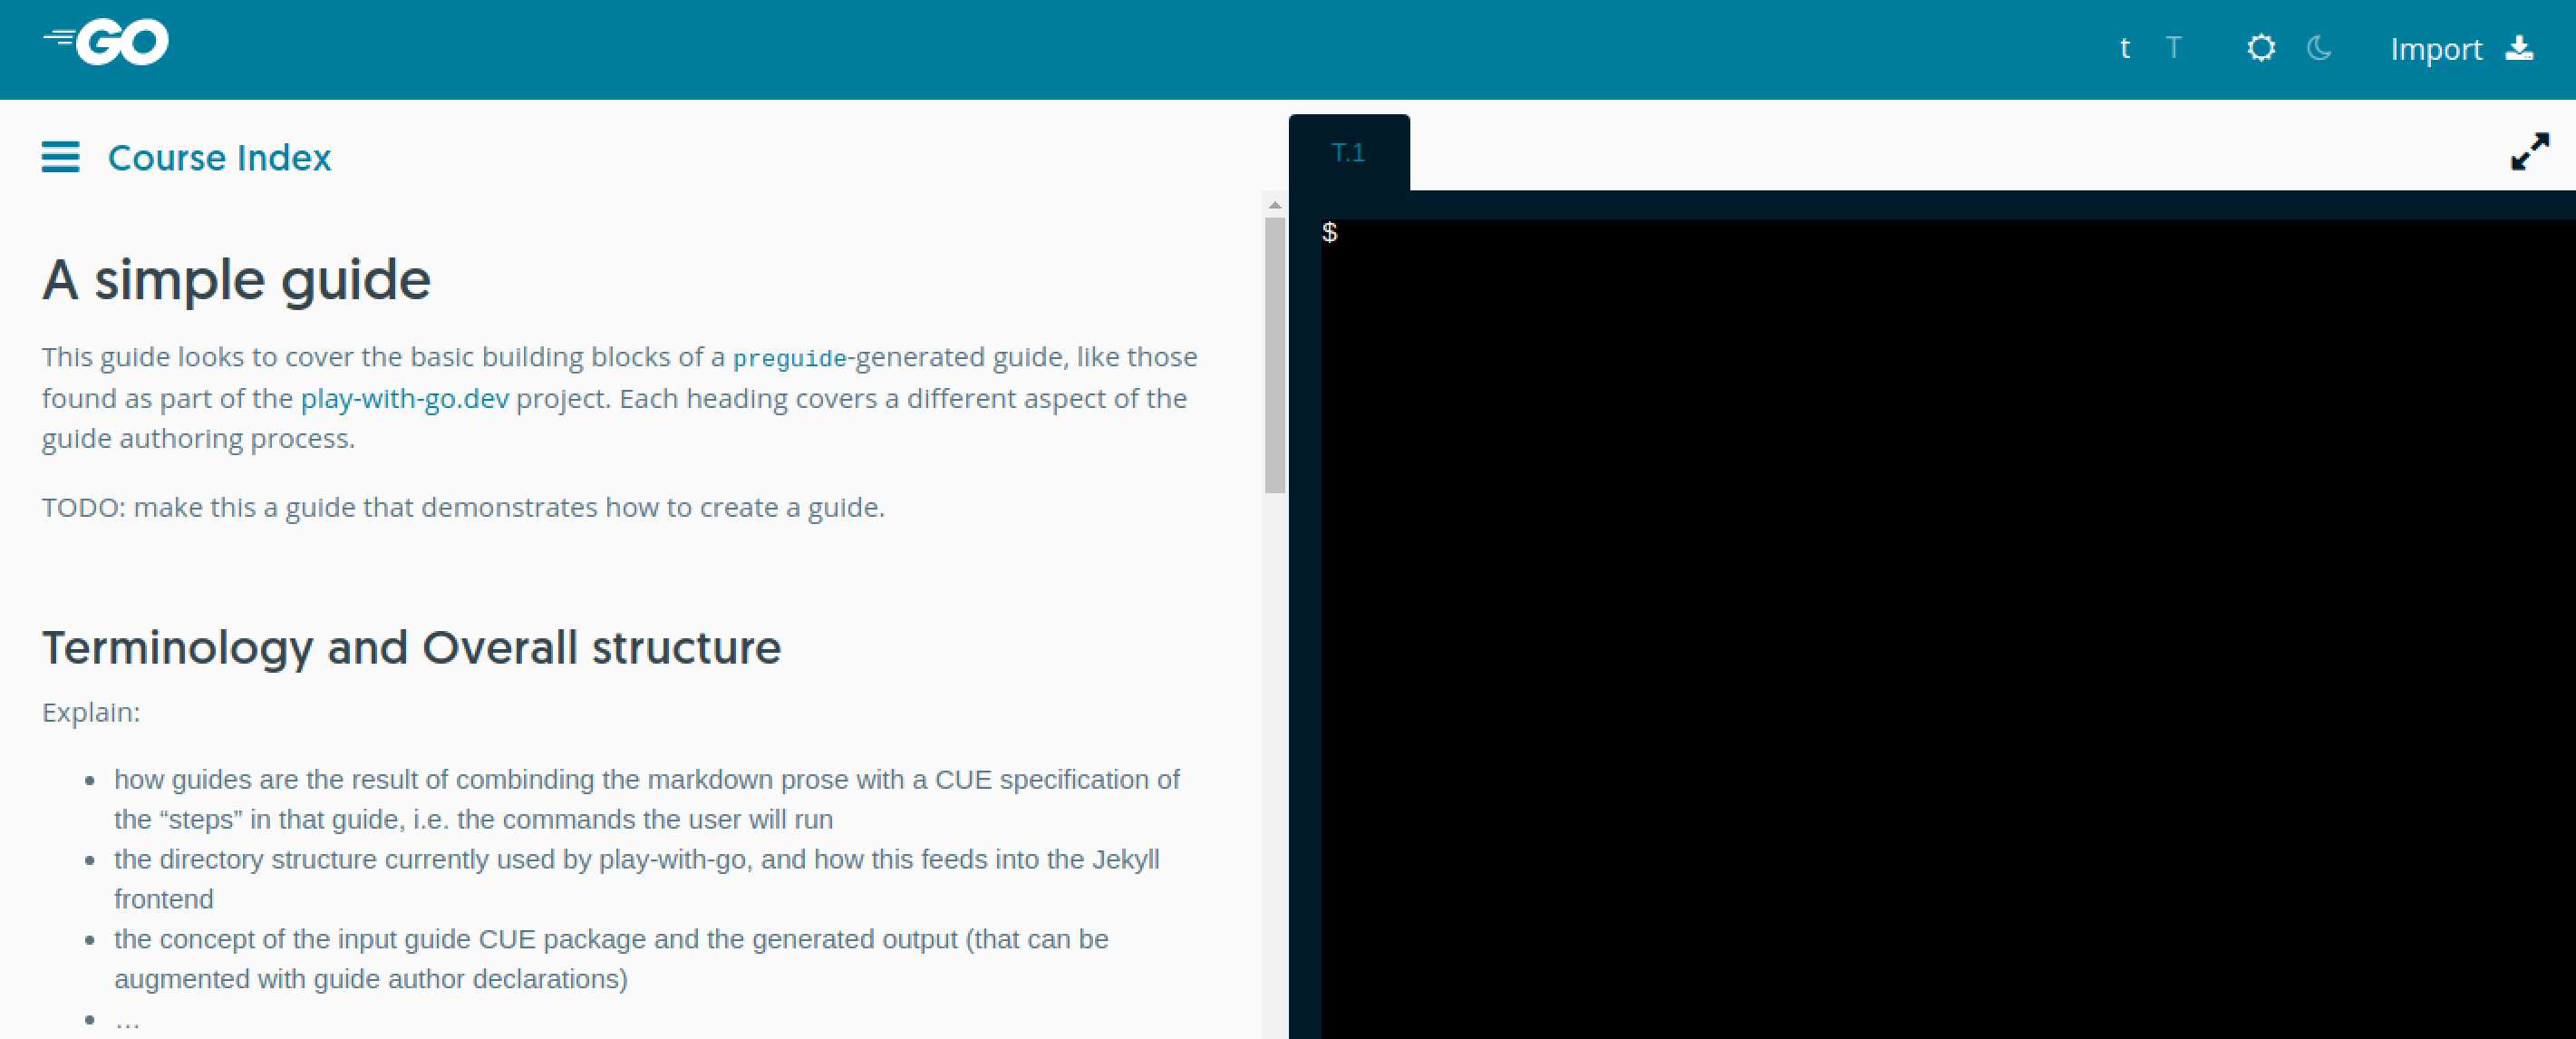 GO
t T Import
Course Index
T.1
$
A simple guide
This guide looks to cover the basic building blocks of a preguide-generated guide, like those
found as part of the play-with-go.dev project. Each heading covers a different aspect of the
guide authoring process.
TODO: make this a guide that demonstrates how to create a guide.
Terminology and Overall structure
Explain:
• how guides are the result of combinding the markdown prose with a CUE specification of
the “steps” in that guide, i.e. the commands the user will run
• the directory structure currently used by play-with-go, and how this feeds into the Jekyll
frontend
• the concept of the input guide CUE package and the generated output (that can be
augmented with guide author declarations)
• …